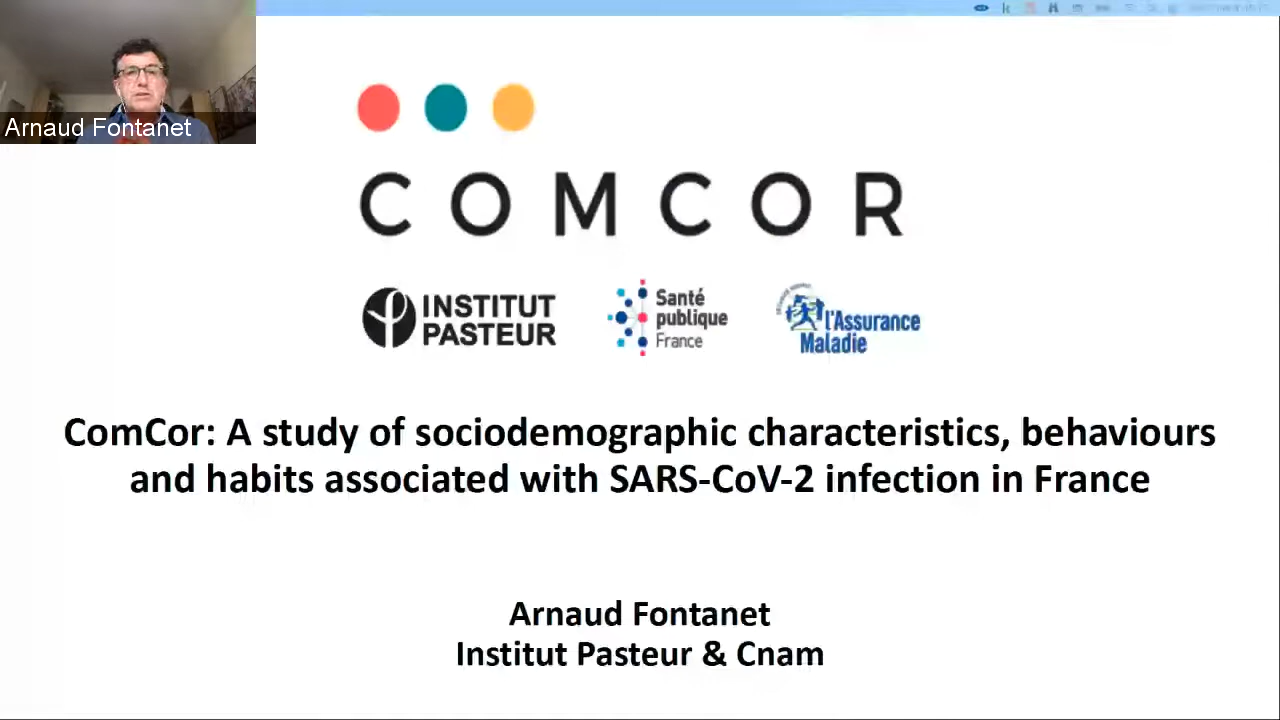 Arnaud Fontanet
COMCOR
INSTITUT
PASTEUR
Santé
publique
France
l'Assurance
Maladie
ComCor: A study of sociodemographic characteristics, behaviours
and habits associated with SARS-CoV-2 infection in France
Arnaud Fontanet
Institut Pasteur & Cnam